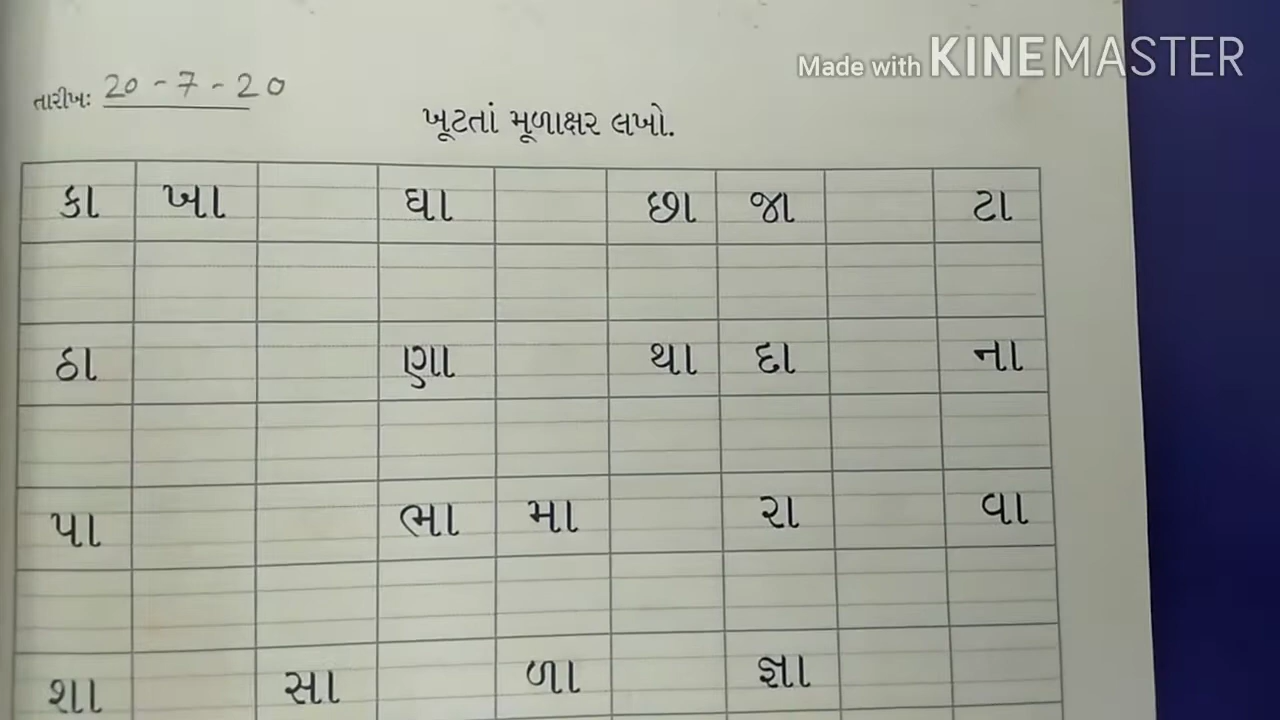 Made with KINEMASTER
તારીખઃ 20 - 7 - 20
ખૂટતાં મૂળાક્ષર લખો.
કા ખા ઘા છા જા ટા
ઠા ણા થા દા ના
પા ભા મા રા વા
શા સા ળા જ્ઞા